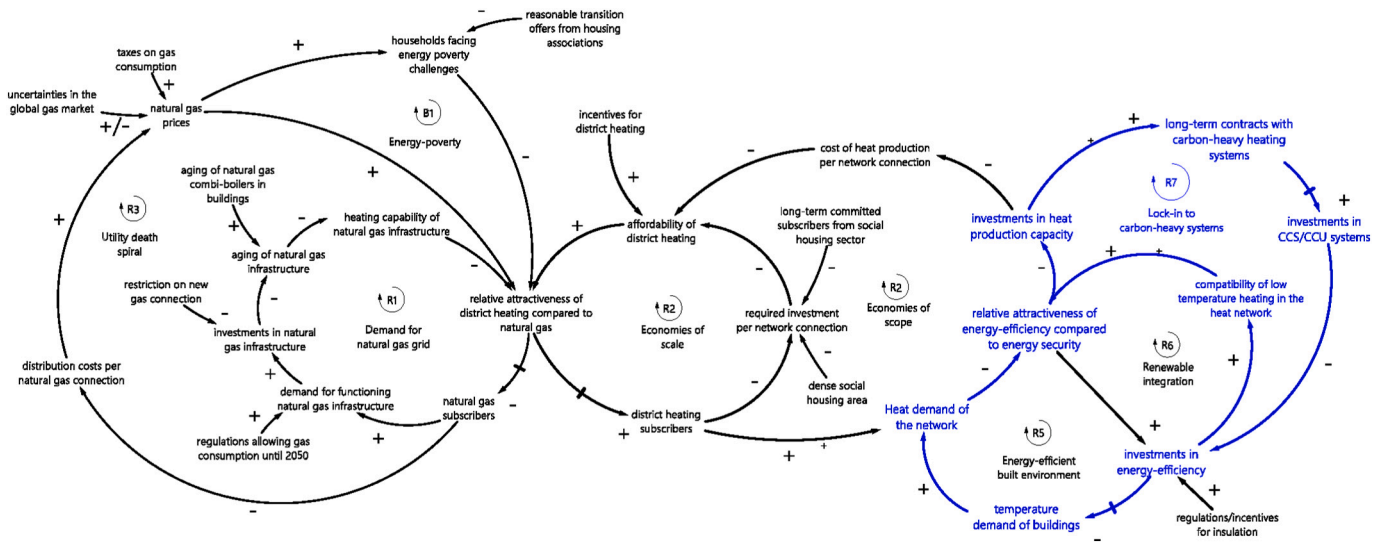 reasonable transition
offers from housing
associations
households facing
energy poverty
challenges
taxes on gas
consumption
uncertainties in the
global gas market
natural gas
prices
+
-
+
+/-
B1
Energy-poverty
+
-
incentives for
district heating
+
-
cost of heat production
per network connection
-
+
+
long-term contracts with
carbon-heavy heating
systems
+
R7
Lock-in to
carbon-heavy systems
investments in
CCS/CCU systems
investments in heat
production capacity
aging of natural gas
combi-boilers in
buildings
+
-
heating capability of
natural gas infrastructure
-
R3
Utility death
spiral
+
aging of natural gas
infrastructure
+
affordability of
district heating
long-term committed
subscribers from social
housing sector
-
-
restriction on new
gas connection
-
-
R1
Demand for
natural gas grid
investments in natural
gas infrastructure
relative attractiveness of
district heating compared to
natural gas
R2
Economies of
scale
required investment
per network connection
R2
Economies of
scope
-
relative attractiveness of
energy-efficiency compared
to energy security
+
+
compatibility of low
temperature heating in the
heat network
R6
Renewable
integration
+
-
distribution costs per
natural gas connection
+
demand for functioning
natural gas infrastructure
+
regulations allowing gas
consumption until 2050
+
natural gas
subscribers
-
district heating
subscribers
+
-
-
dense social
housing area
+
+
-
Heat demand of
the network
R5
Energy-efficient
built environment
+
investments in
energy-efficiency
+
regulations/incentives
for insulation
+
temperature
demand of buildings
-
-